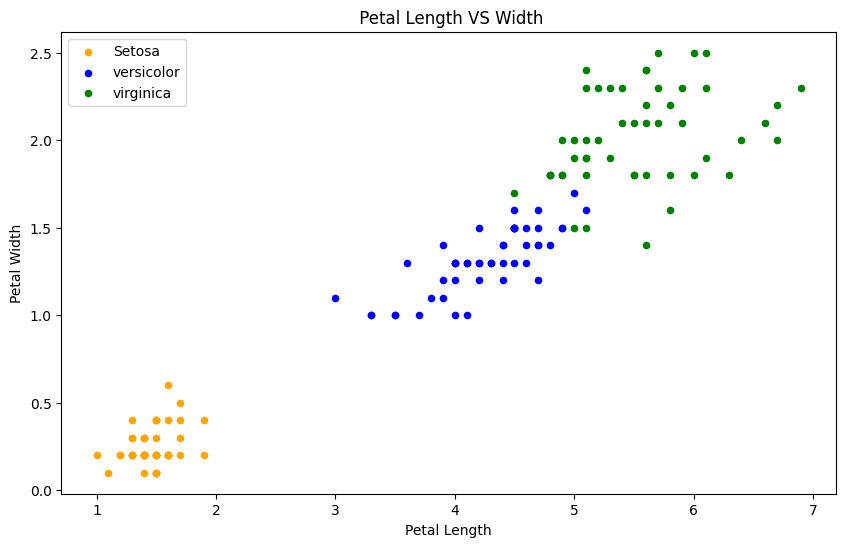 Petal Length VS Width
Setosa
versicolor
virginica
2.5
2.0
1.5
1.0
0.5
0.0
Petal Width
1
2
3
4
5
6
7
Petal Length